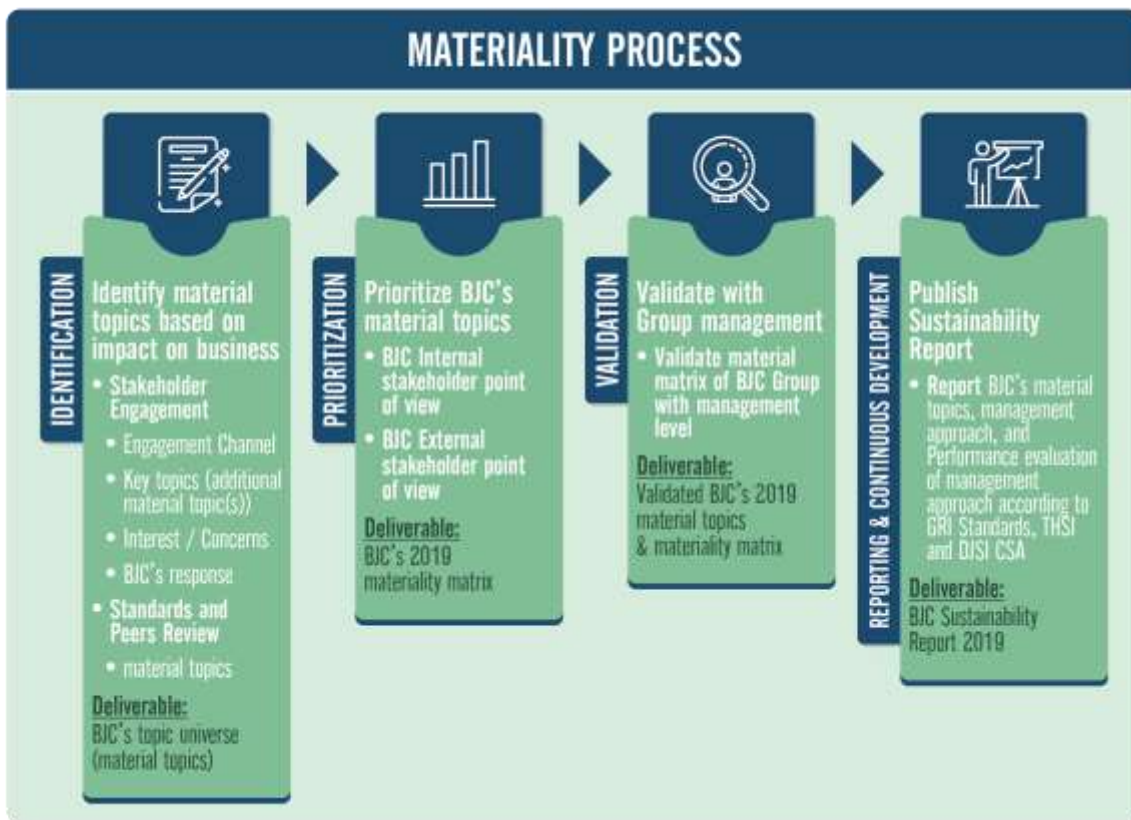 MATERIALITY PROCESS
IDENTIFICATION
Identify material
topics based on
impact on business
• Stakeholder
Engagement
• Engagement Channel
• Key topics (additional
material topic(s))
• Interest / Concerns
• BJC's response
• Standards and
Peers Review
• material topics
Deliverable:
BJC's topic universe
(material topics)
PRIORITIZATION
Prioritize BJC's
material topics
• BJC Internal
stakeholder point
of view
• BJC External
stakeholder point
of view
Deliverable:
BJC's 2019
materiality matrix
VALIDATION
Validate with
Group management
• Validate material
matrix of BJC Group
with management
level
Deliverable:
Validated BJC's 2019
material topics
& materiality matrix
REPORTING & CONTINUOUS DEVELOPMENT
Publish
Sustainability
Report
• Report BJC's material
topics, management
approach, and
Performance evaluation
of management
approach according to
GRI Standards, THSI
and DJSI CSA
Deliverable:
BJC Sustainability
Report 2019